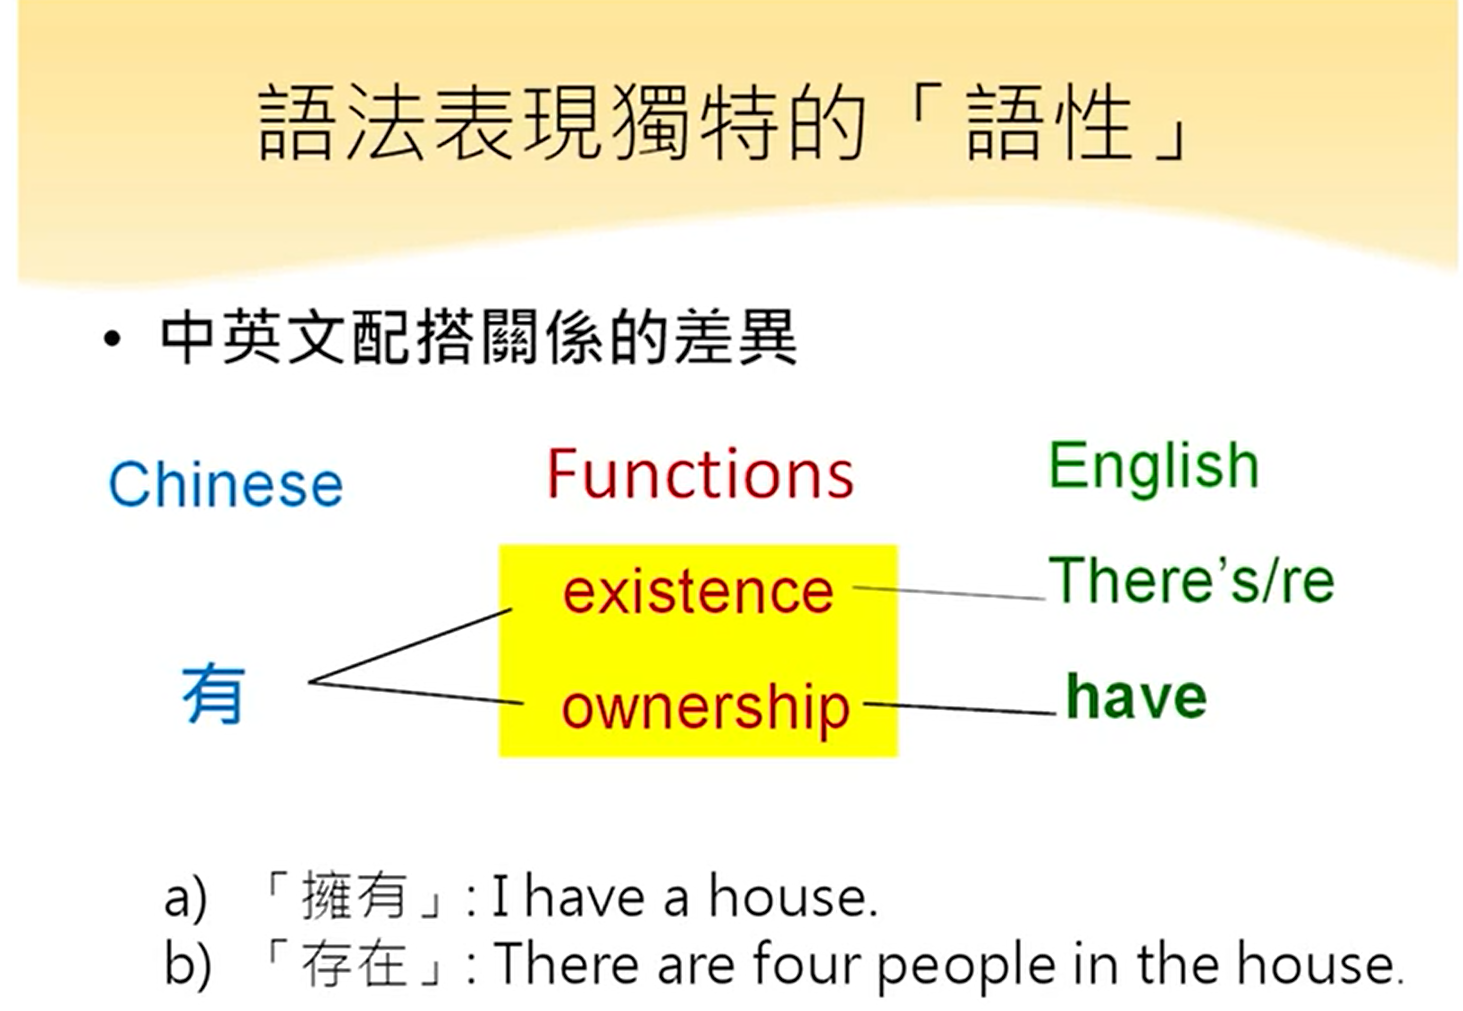 語法表現獨特的「語性」
• 中英文配搭關係的差異
Chinese Functions English
existence There's/re
有
ownership have
a) 「擁有」: I have a house.
b) 「存在」: There are four people in the house.